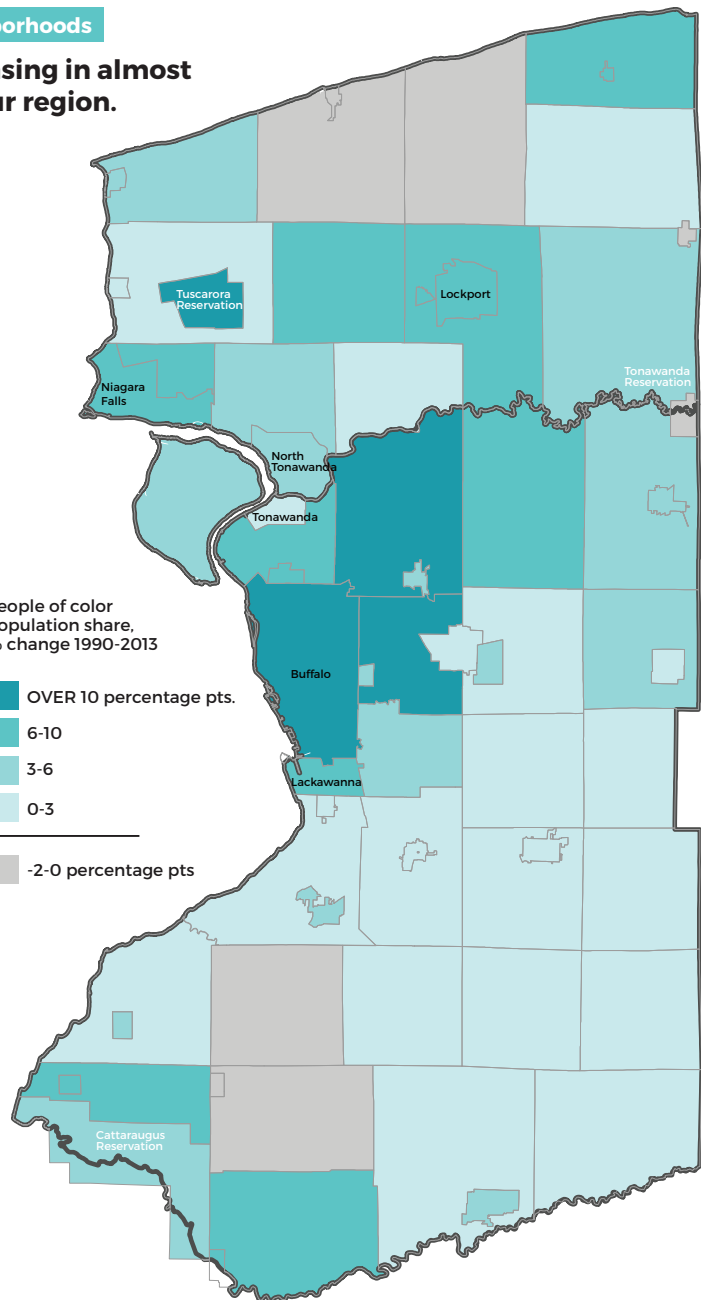 orhoods
sing in almost
ur region.
Tuscarora
Reservation
Lockport
Tonawanda
Reservation
Niagara
Falls
North
Tonawanda
Tonawanda
eople of color
opulation share,
% change 1990-2013
Buffalo
OVER 10 percentage pts.
6-10
3-6
0-3
Lackawanna
-2-0 percentage pts
Cattaraugus
Reservation